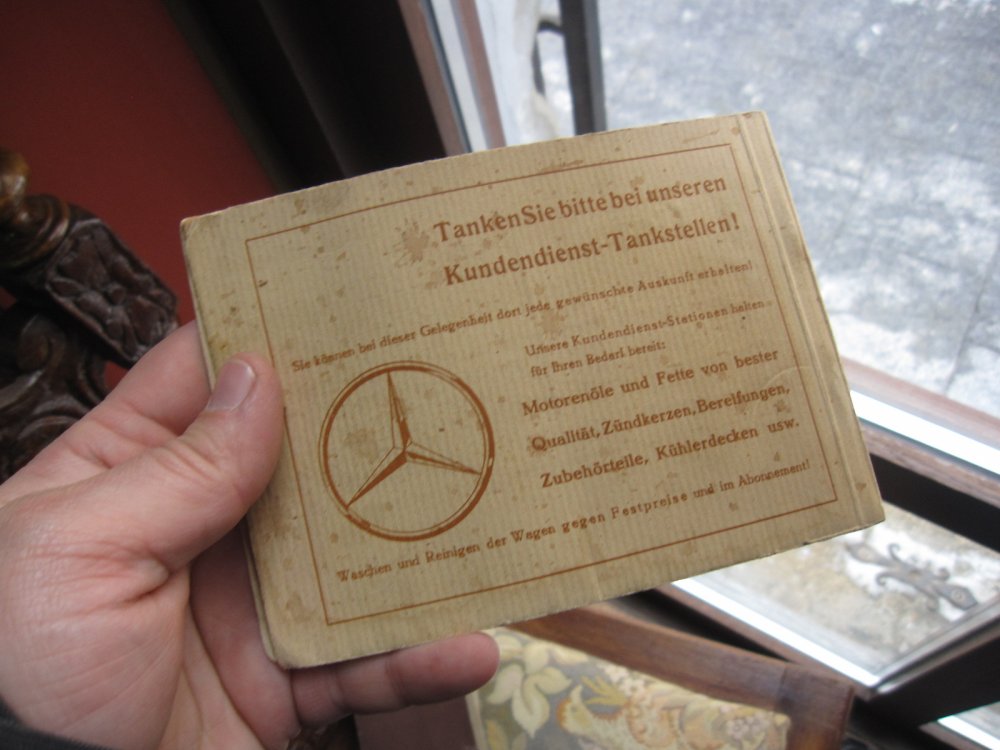 Tanken Sie bitte bei unseren
Kundendienst-Tankstellen!
Sie können bei dieser Gelegenheit dort jede gewünschte Auskunft erhalten!
Unsere Kundendienst-Stationen halten
für Ihren Bedarf bereit:
Motorenöle und Fette von bester
Qualität, Zündkerzen, Bereifungen,
Zubehörteile, Kühlerdecken usw.
Waschen und Reinigen der Wagen gegen Festpreise und im Abonnement!